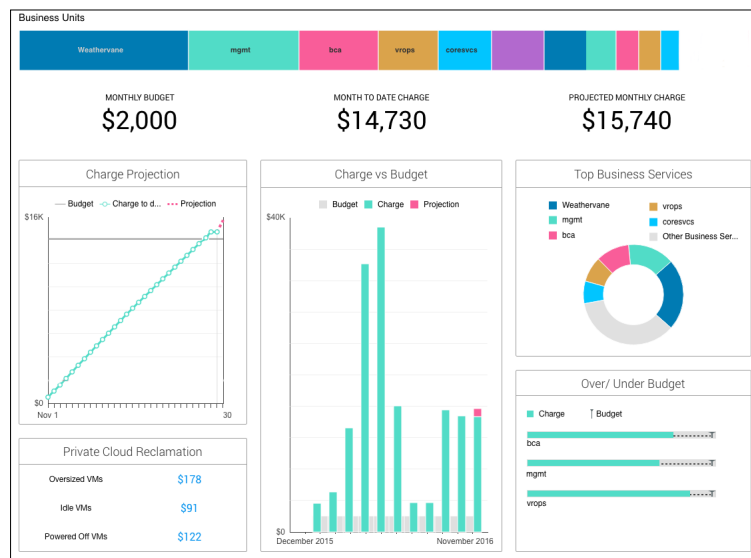 Business Units
Weathervane mgmt bca vrops coresvcs
MONTHLY BUDGET MONTH TO DATE CHARGE PROJECTED MONTHLY CHARGE
$2,000 $14,730 $15,740
Charge Projection
Budget Charge to d... Projection
$16K
$0
Nov 1 30
Private Cloud Reclamation
Oversized VMs $178
Idle VMs $91
Powered Off VMs $122
Charge vs Budget
Budget Charge Projection
$40K
$0
December 2015 November 2016
Top Business Services
Weathervane vrops
mgmt coresvcs
bca Other Business Ser...
Over/ Under Budget
Charge Budget
bca
mgmt
vrops